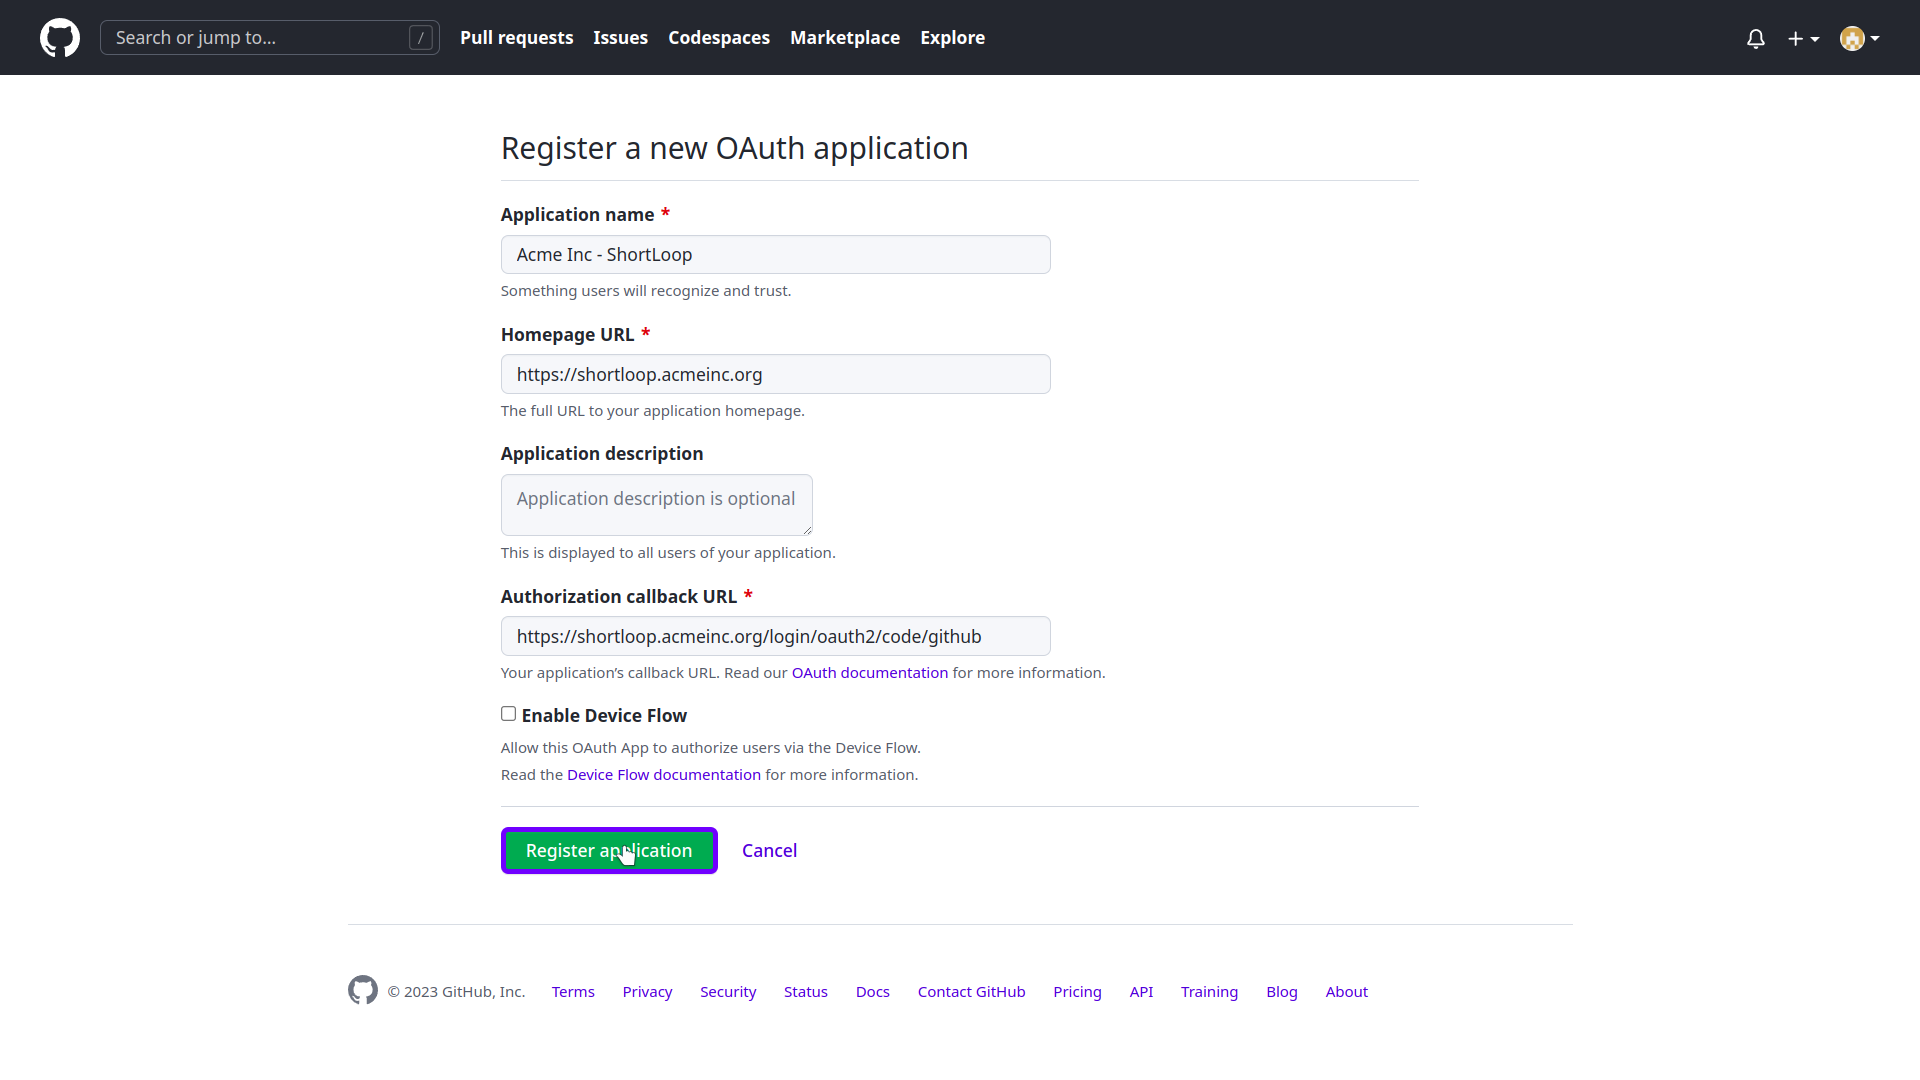 Search or jump to... /
Pull requests Issues Codespaces Marketplace Explore
Register a new OAuth application
Application name *
Acme Inc - ShortLoop
Something users will recognize and trust.
Homepage URL *
https://shortloop.acmeinc.org
The full URL to your application homepage.
Application description
Application description is optional
This is displayed to all users of your application.
Authorization callback URL *
https://shortloop.acmeinc.org/login/oauth2/code/github
Your application’s callback URL. Read our OAuth documentation for more information.
Enable Device Flow
Allow this OAuth App to authorize users via the Device Flow.
Read the Device Flow documentation for more information.
Register application Cancel
© 2023 GitHub, Inc. Terms Privacy Security Status Docs Contact GitHub Pricing API Training Blog About